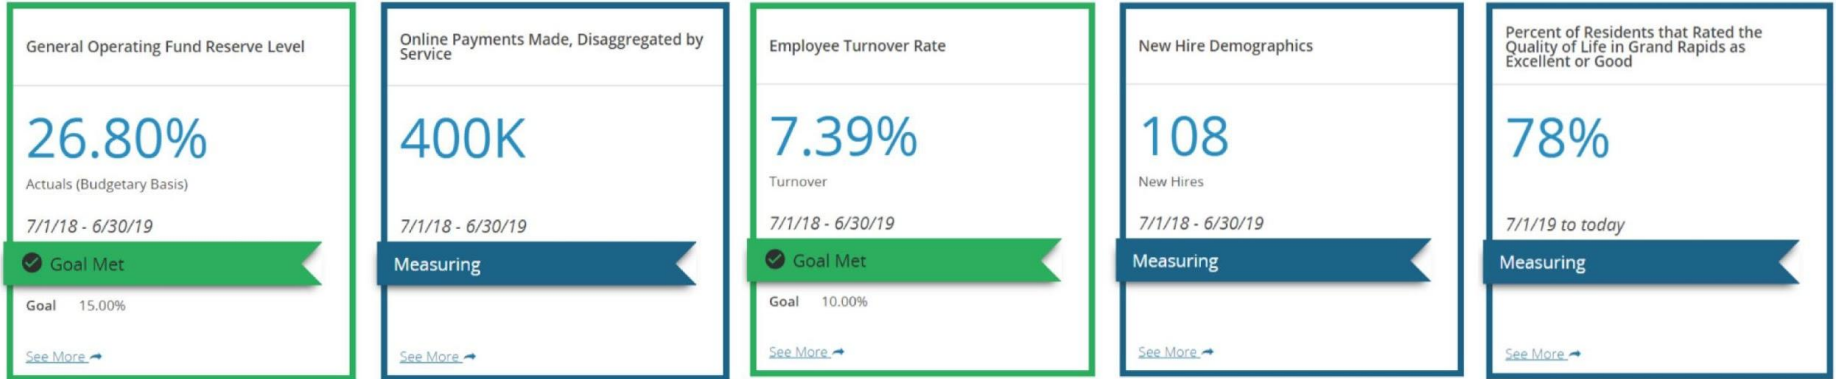 General Operating Fund Reserve Level
26.80%
Actuals (Budgetary Basis)
7/1/18 - 6/30/19
Goal Met
Goal 15.00%
See More
Online Payments Made, Disaggregated by
Service
400K
7/1/18 - 6/30/19
Measuring
See More
Employee Turnover Rate
7.39%
Turnover
7/1/18 - 6/30/19
Goal Met
Goal 10.00%
See More
New Hire Demographics
108
New Hires
7/1/18 - 6/30/19
Measuring
See More
Percent of Residents that Rated the
Quality of Life in Grand Rapids as
Excellent or Good
78%
7/1/19 to today
Measuring
See More